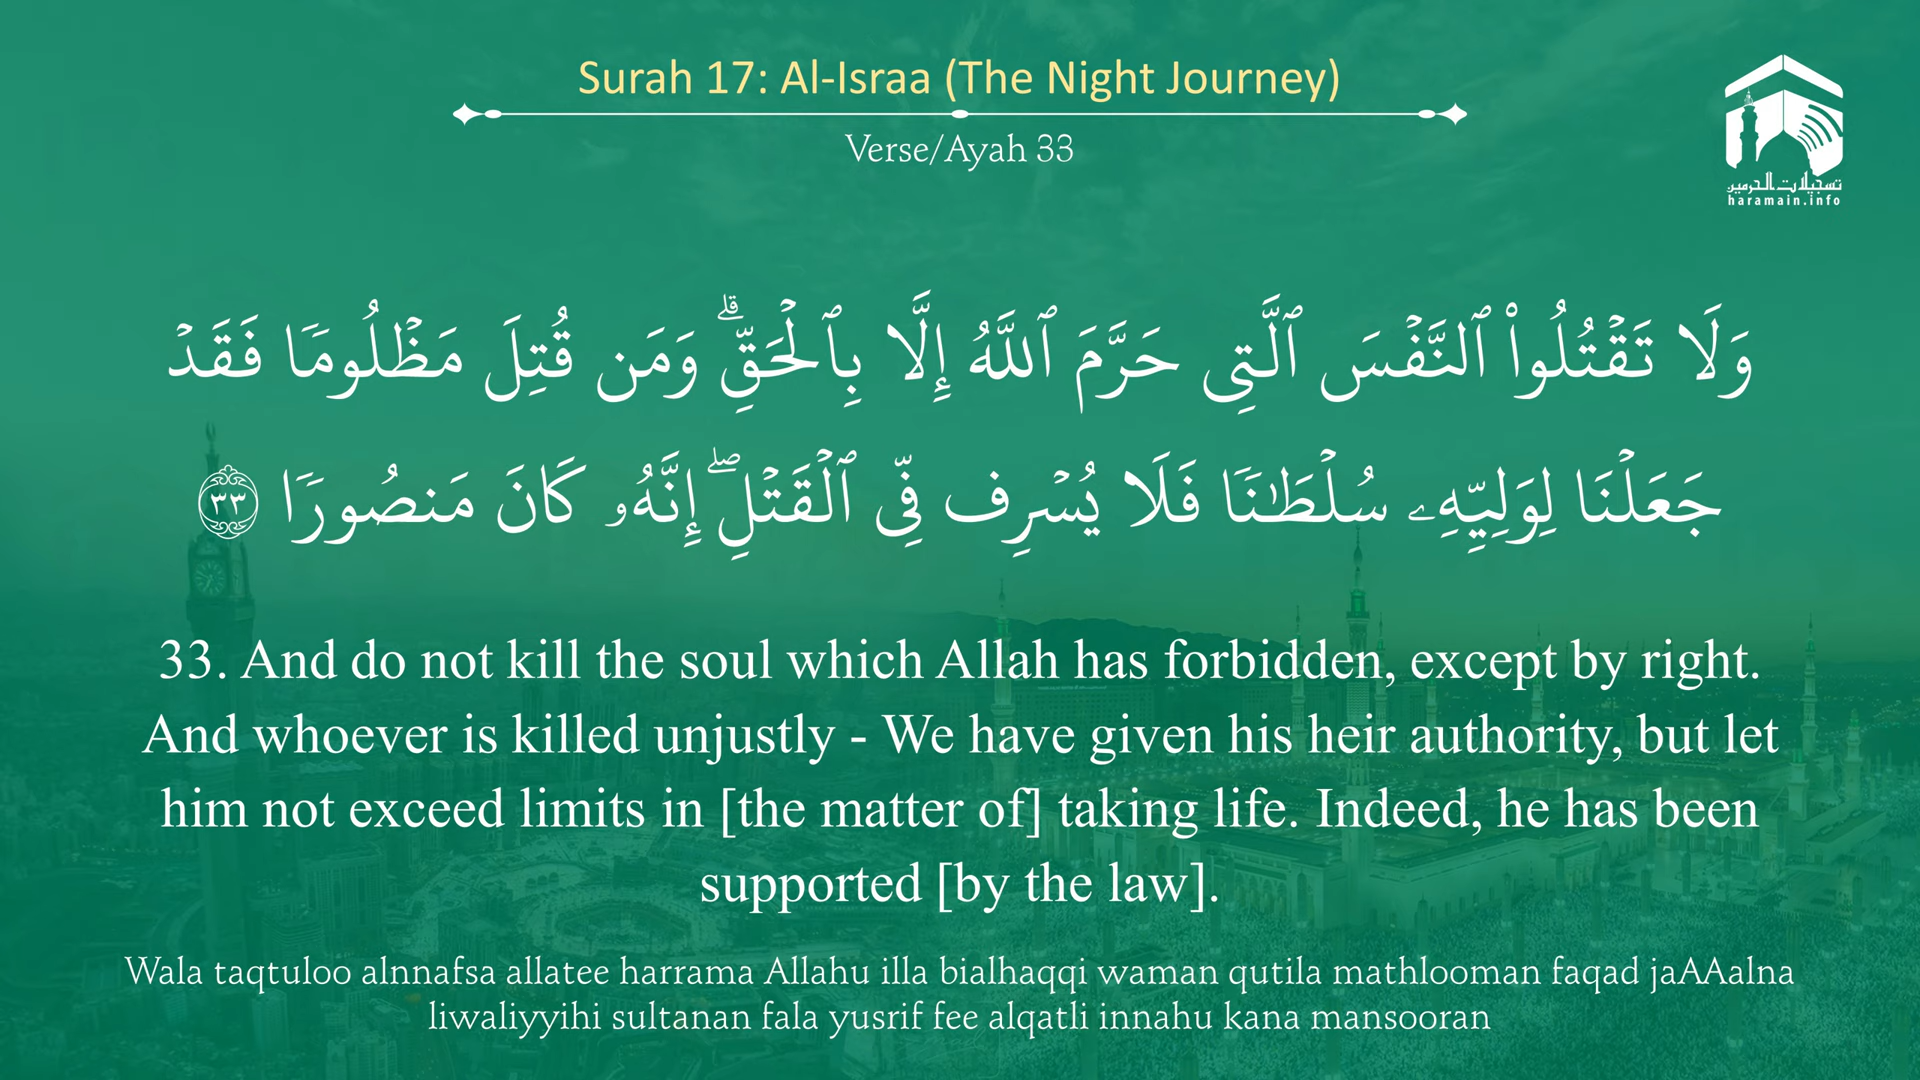 Surah 17: Al-Israa (The Night Journey)
Verse/Ayah 33
تسجيلات الحرمين
haramain.info
وَلَا تَقۡتُلُواْ ٱلنَّفۡسَ ٱلَّتِي حَرَّمَ ٱللَّهُ إِلَّا بِٱلۡحَقِّۗ وَمَن قُتِلَ مَظۡلُومٗا فَقَدۡ
جَعَلۡنَا لِوَلِيِّهِۦ سُلۡطَٰنٗا فَلَا يُسۡرِف فِّي ٱلۡقَتۡلِۖ إِنَّهُۥ كَانَ مَنصُورٗا ٣٣
33. And do not kill the soul which Allah has forbidden, except by right.
And whoever is killed unjustly - We have given his heir authority, but let
him not exceed limits in [the matter of] taking life. Indeed, he has been
supported [by the law].
Wala taqtuloo alnnafsa allatee harrama Allahu illa bialhaqqi waman qutila mathlooman faqad jaAAalna
liwaliyyihi sultanan fala yusrif fee alqatli innahu kana mansooran